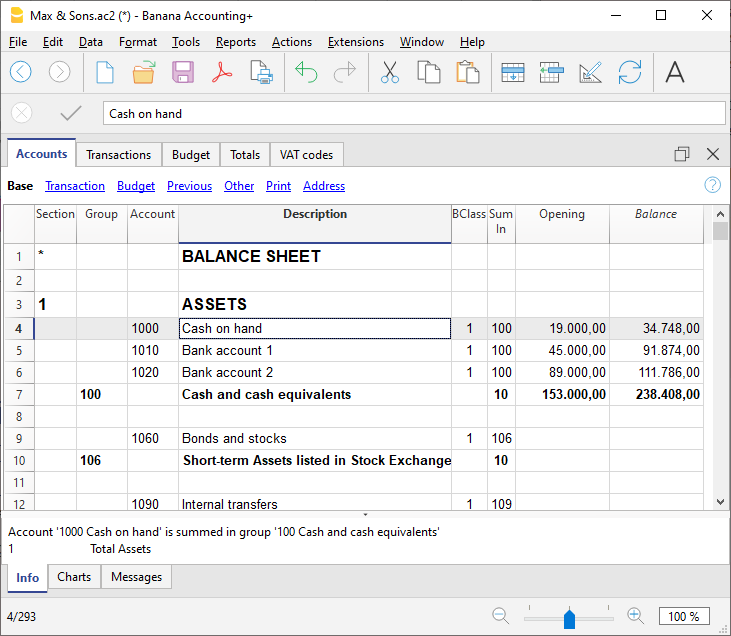 Max & Sons.ac2 (*) - Banana Accounting+
File Edit Data Format Tools Reports Actions Extensions Window Help
A
Cash on hand
Accounts Transactions Budget Totals VAT codes
Base Transaction Budget Previous Other Print Address ?
Section Group Account Description BClass Sum In Opening Balance
1 * BALANCE SHEET
2
3 1 ASSETS
4 1000 Cash on hand 1 100 19.000,00 34.748,00
5 1010 Bank account 1 1 100 45.000,00 91.874,00
6 1020 Bank account 2 1 100 89.000,00 111.786,00
7 100 Cash and cash equivalents 10 153.000,00 238.408,00
8
9 1060 Bonds and stocks 1 106
10 106 Short-term Assets listed in Stock Exchange 10
11
12 1090 Internal transfers 1 109
Account '1000 Cash on hand' is summed in group '100 Cash and cash equivalents'
1 Total Assets
Info Charts Messages
4/293 100 %